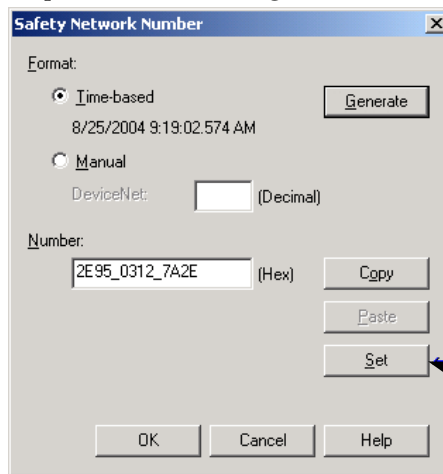 Safety Network Number
Format:
Time-based
Generate
8/25/2004 9:19:02.574 AM
Manual
DeviceNet:
(Decimal)
Number:
2E95_0312_7A2E
(Hex)
Copy
Paste
Set
OK
Cancel
Help